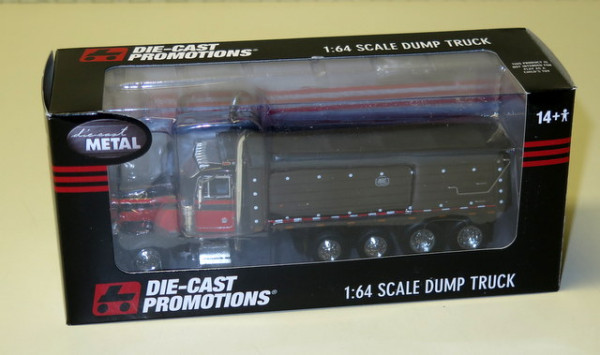 DIE-CAST
PROMOTIONS®
1:64 SCALE DUMP TRUCK
14+
die-cast
METAL
DIE-CAST
PROMOTIONS®
1:64 SCALE DUMP TRUCK